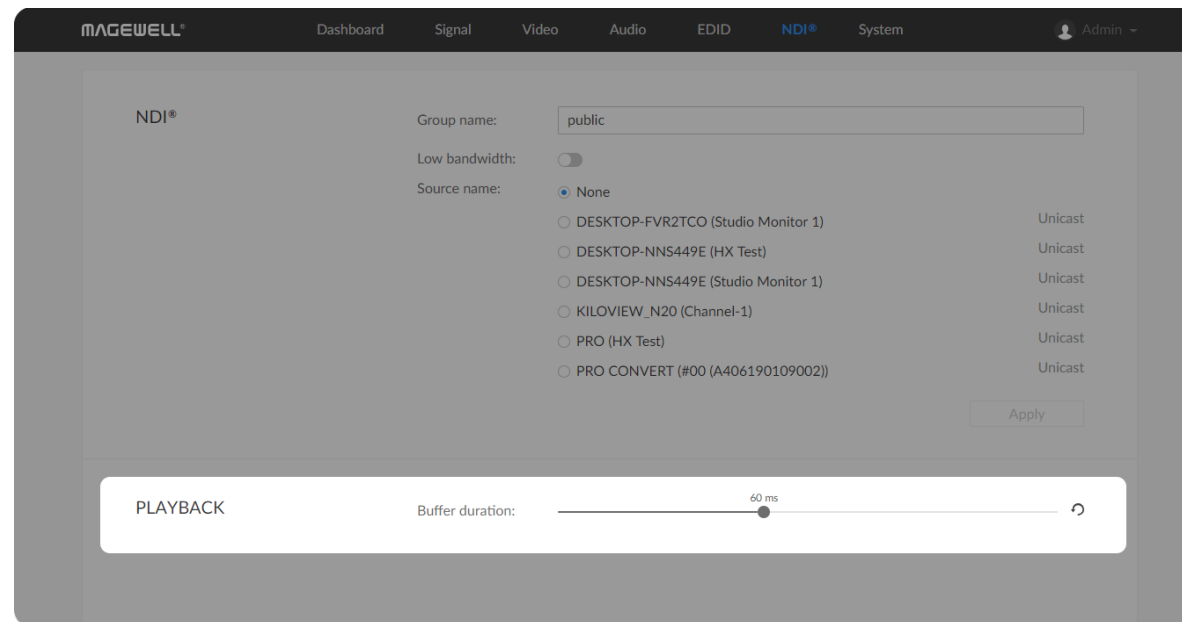 MAGEWELL® Dashboard Signal Video Audio EDID NDI® System Admin
NDI® Group name: public
Low bandwidth:
Source name: None
DESKTOP-FVR2TCO (Studio Monitor 1) Unicast
DESKTOP-NNS449E (HX Test) Unicast
DESKTOP-NNS449E (Studio Monitor 1) Unicast
KILOVIEW_N20 (Channel-1) Unicast
PRO (HX Test) Unicast
PRO CONVERT (#00 (A406190109002)) Unicast
Apply
60 ms
PLAYBACK Buffer duration: